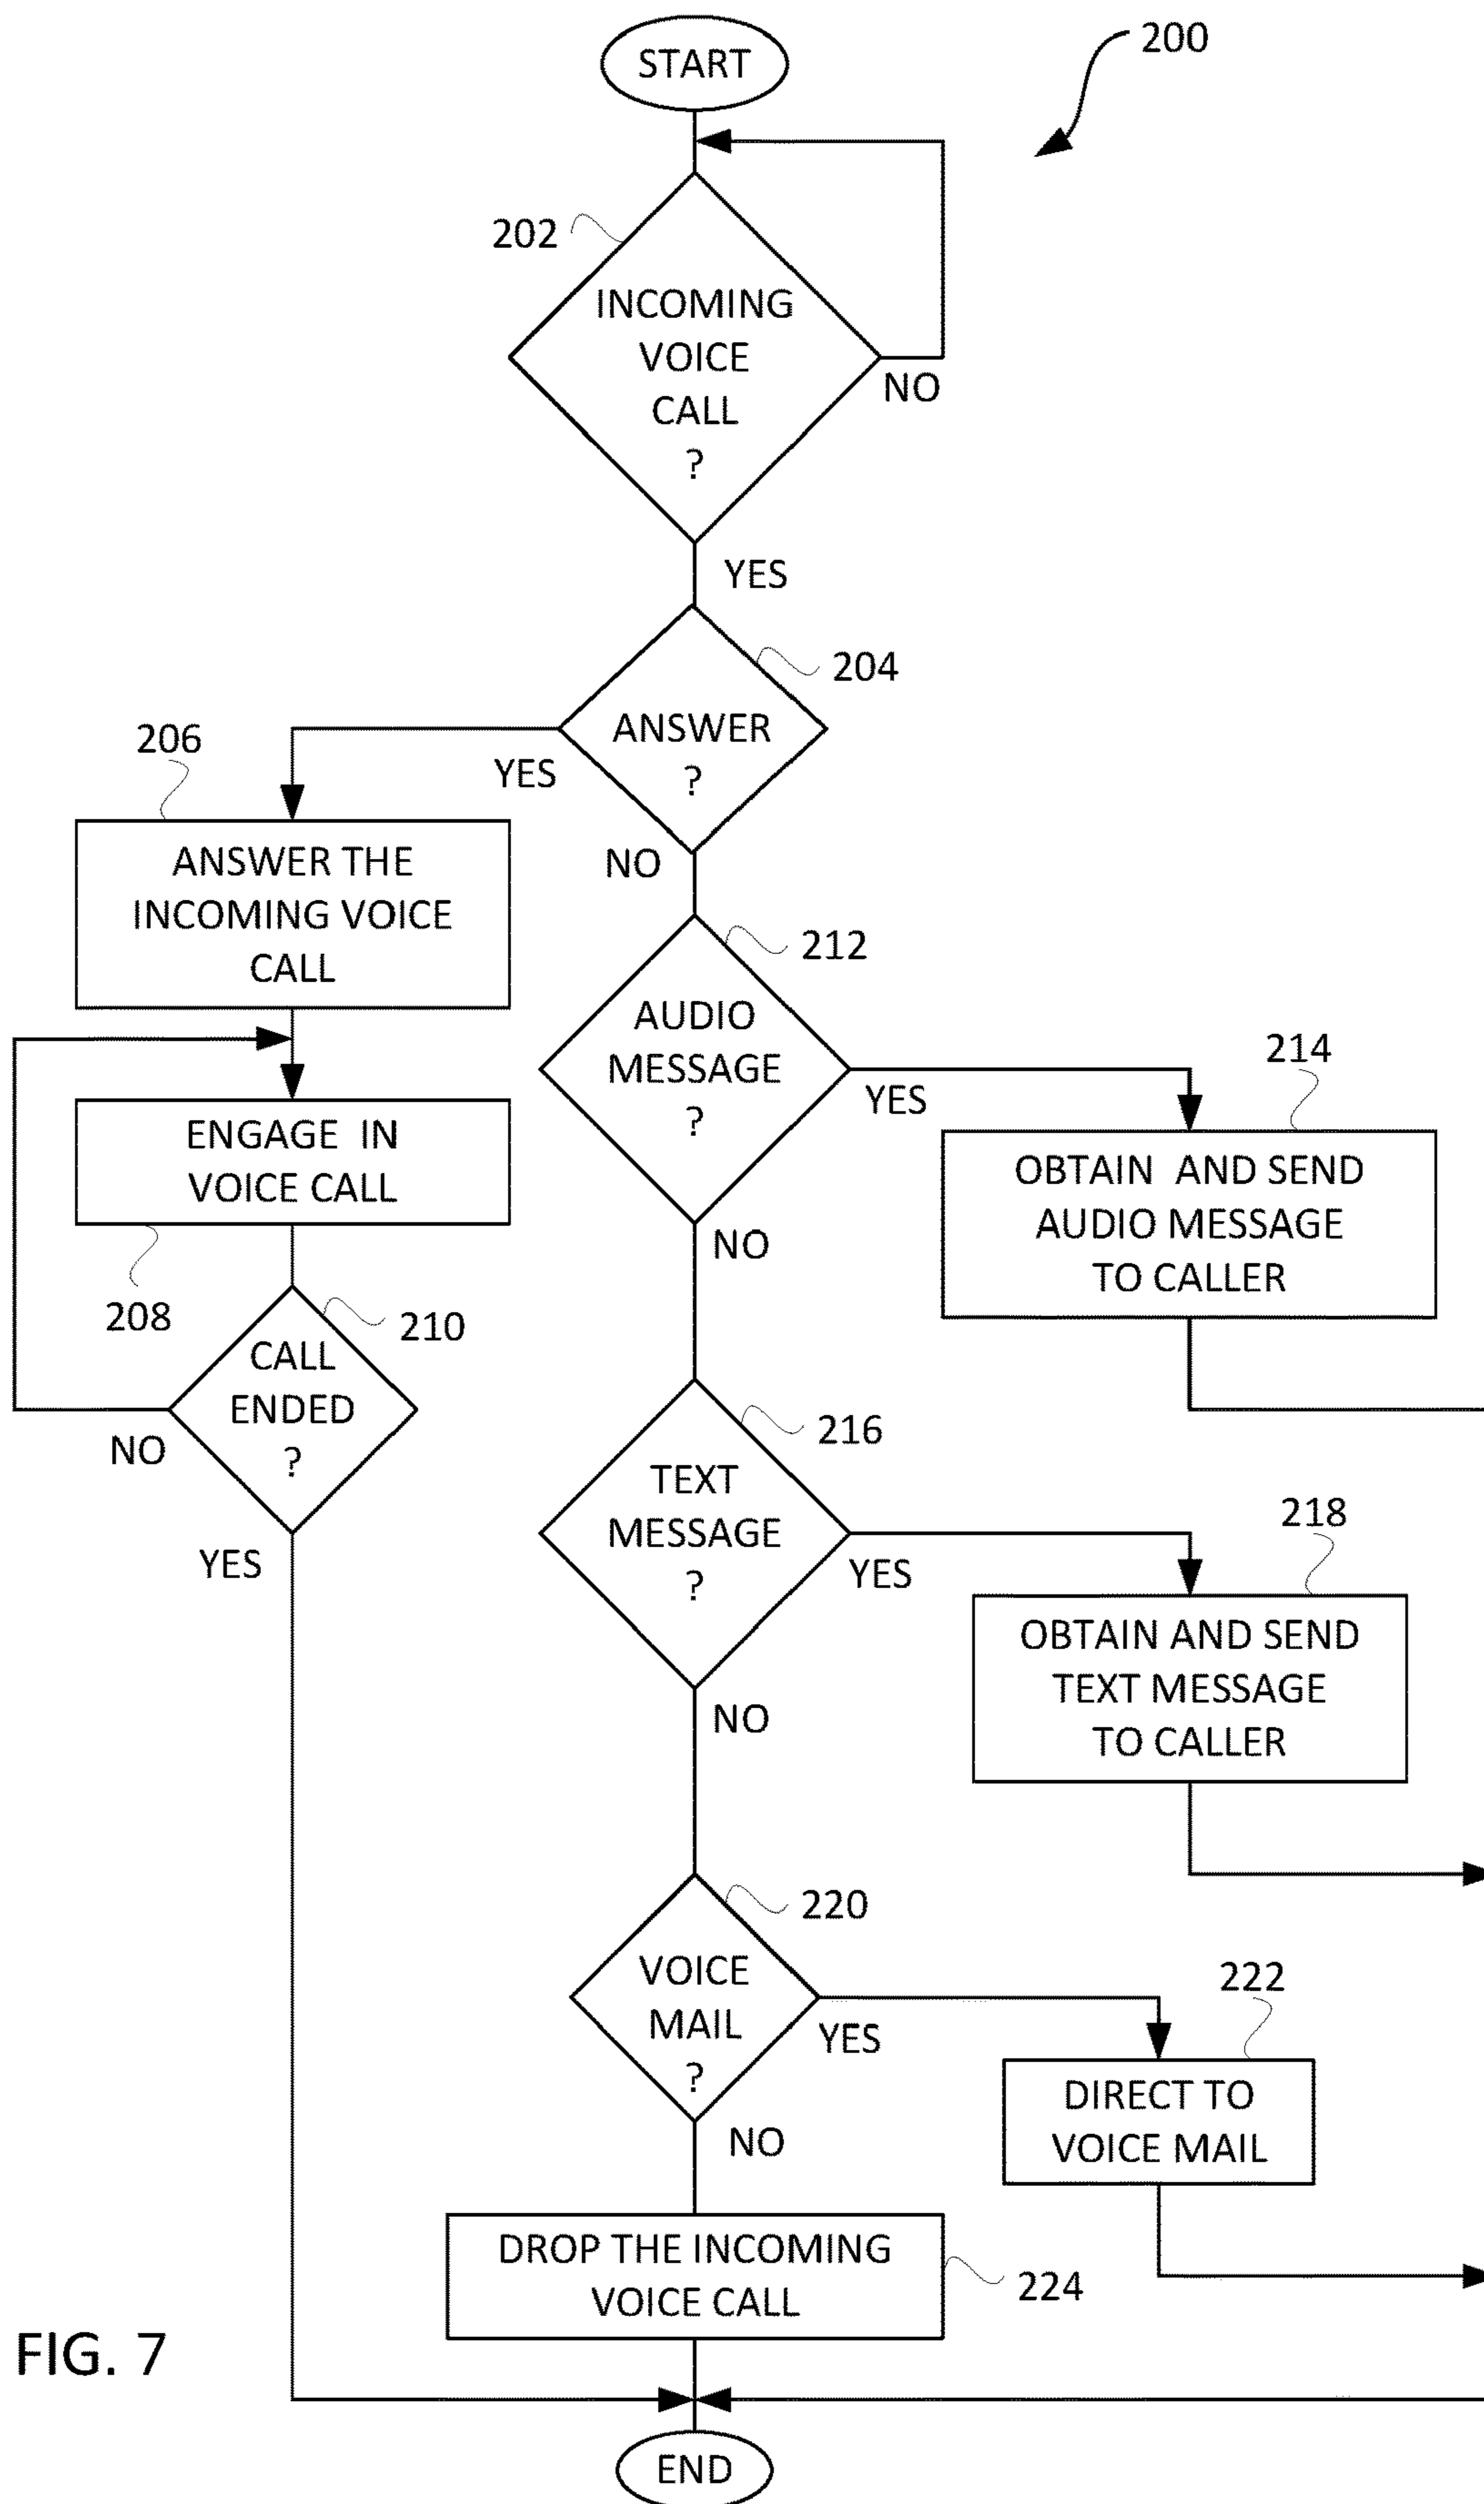 START
200
202
INCOMING
VOICE
CALL
?
NO
YES
204
ANSWER
?
YES
NO
206
ANSWER THE
INCOMING VOICE
CALL
212
AUDIO
MESSAGE
?
YES
NO
214
OBTAIN AND SEND
AUDIO MESSAGE
TO CALLER
ENGAGE IN
VOICE CALL
208
210
CALL
ENDED
?
NO
YES
216
TEXT
MESSAGE
?
YES
NO
218
OBTAIN AND SEND
TEXT MESSAGE
TO CALLER
220
VOICE
MAIL
?
YES
NO
222
DIRECT TO
VOICE MAIL
DROP THE INCOMING
VOICE CALL
224
FIG. 7
END